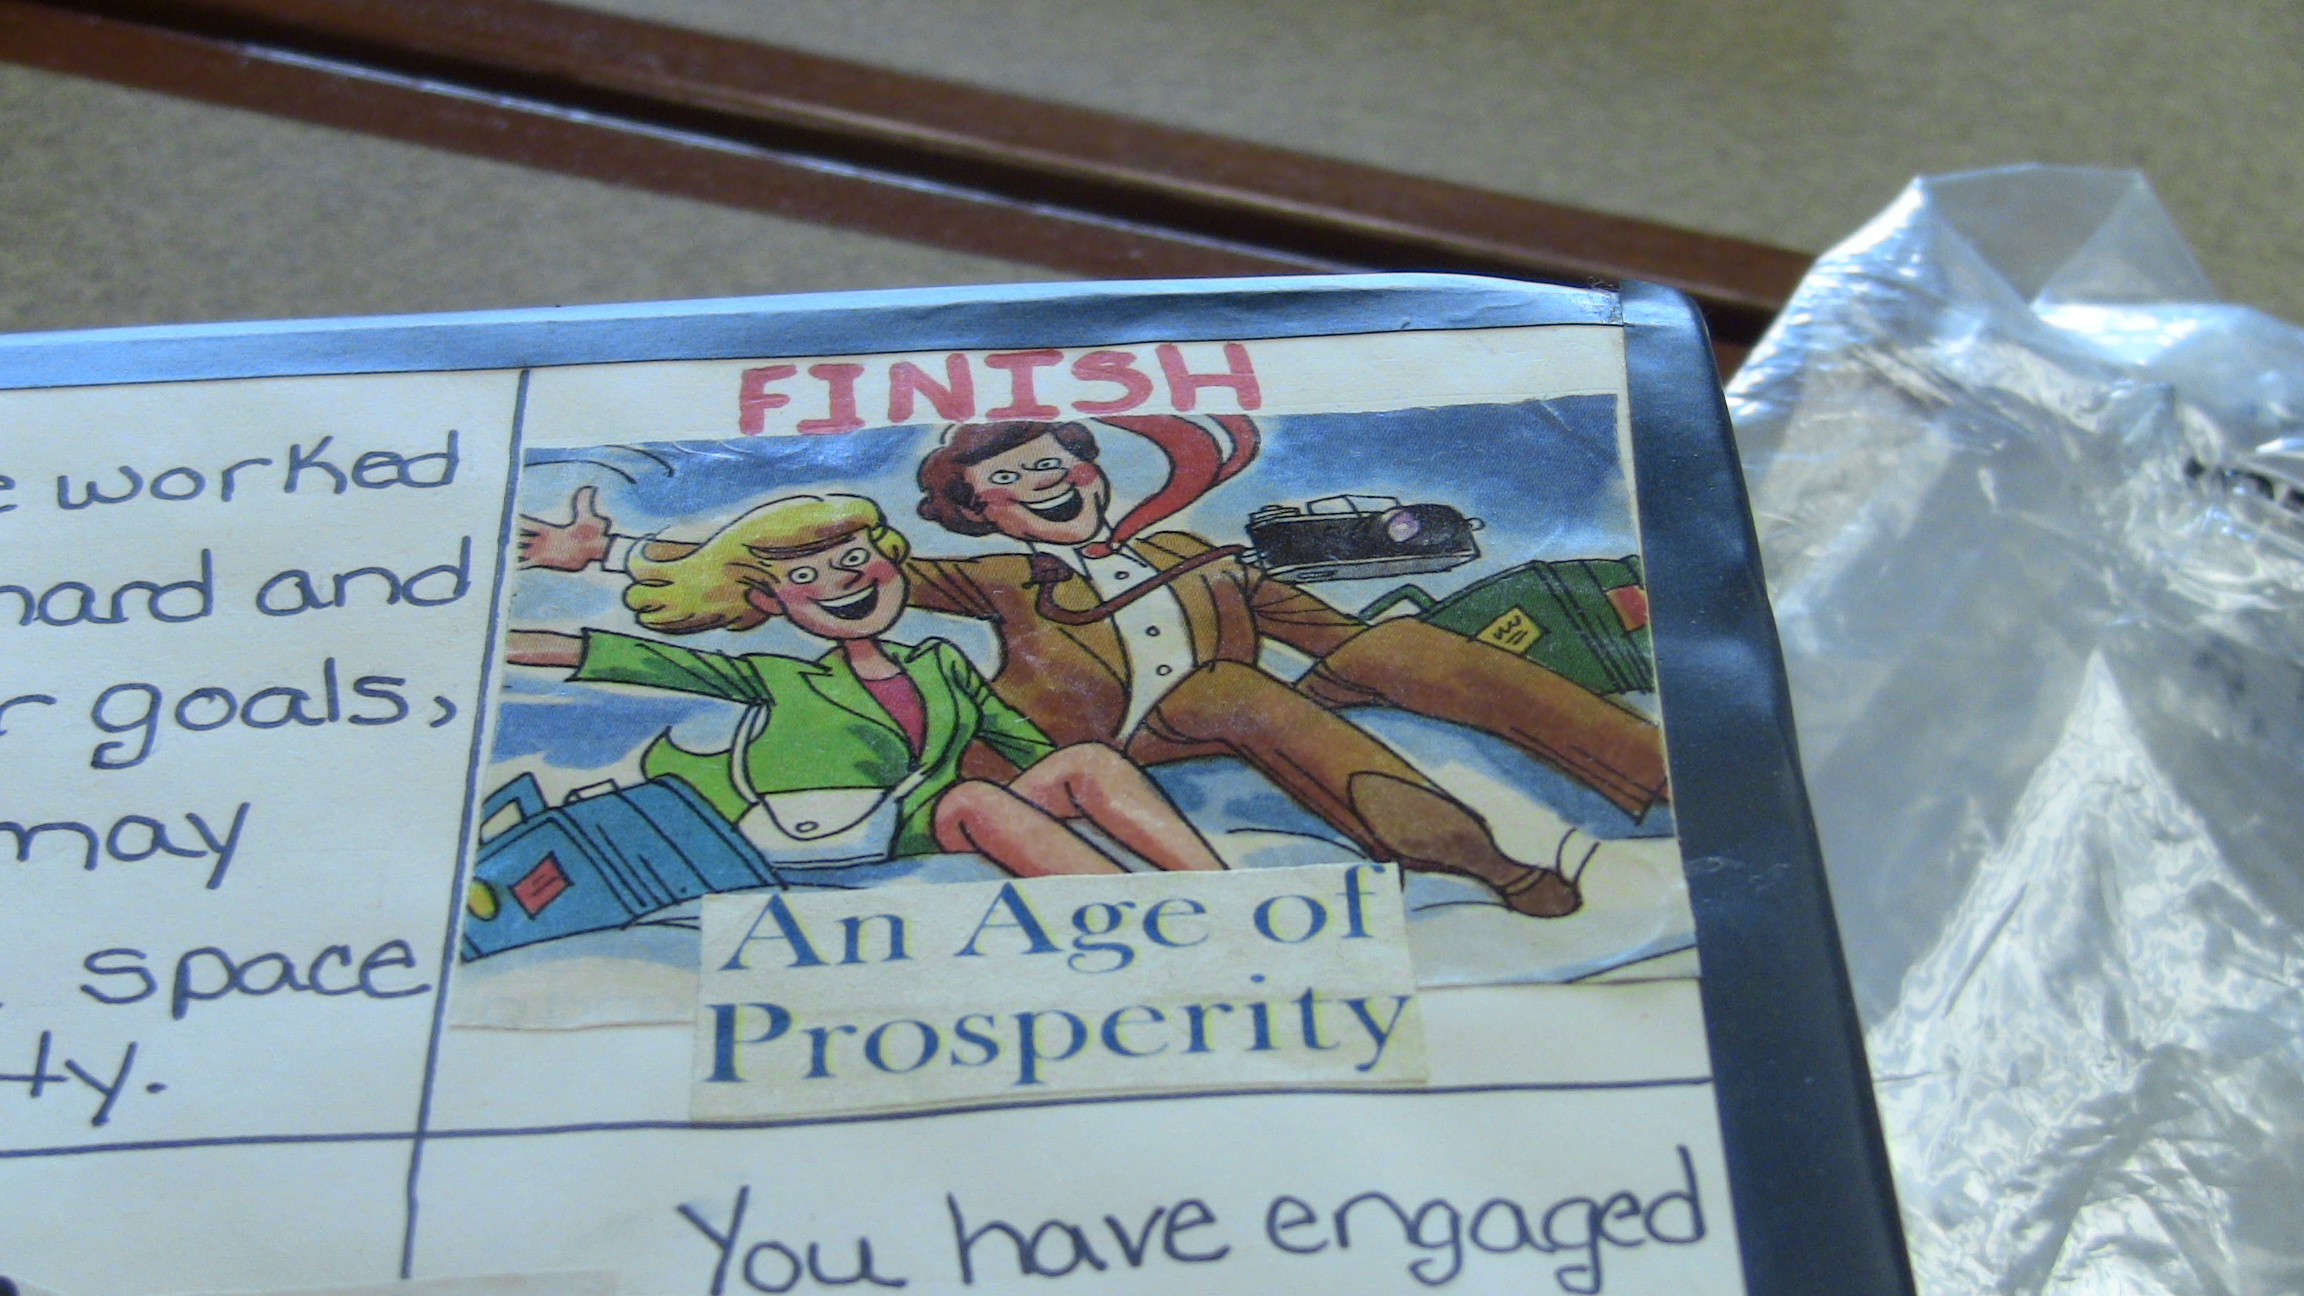 worked
hard and
goals,
may
space
FINISH
An Age of
Prosperity
You have engaged